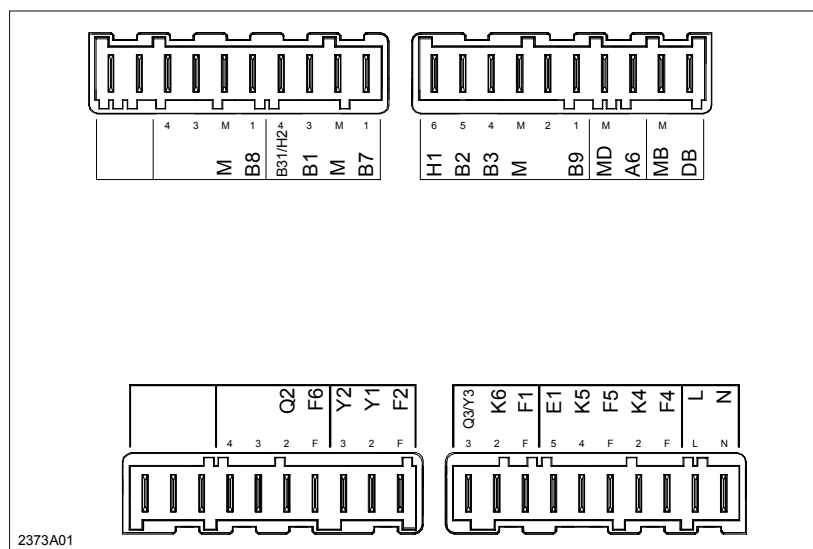 4 3 M 1 4 3 M 1 6 5 4 M 2 1 M M
M B8 B31/H2 B1 M B7 H1 B2 B3 M B9 MD A6 MB DB
Q2 F6 Y2 Y1 F2 Q3/Y3 K6 F1 E1 K5 F5 K4 F4 L N
4 3 2 F 3 2 F 3 2 F 5 4 F 2 F L N
2373A01